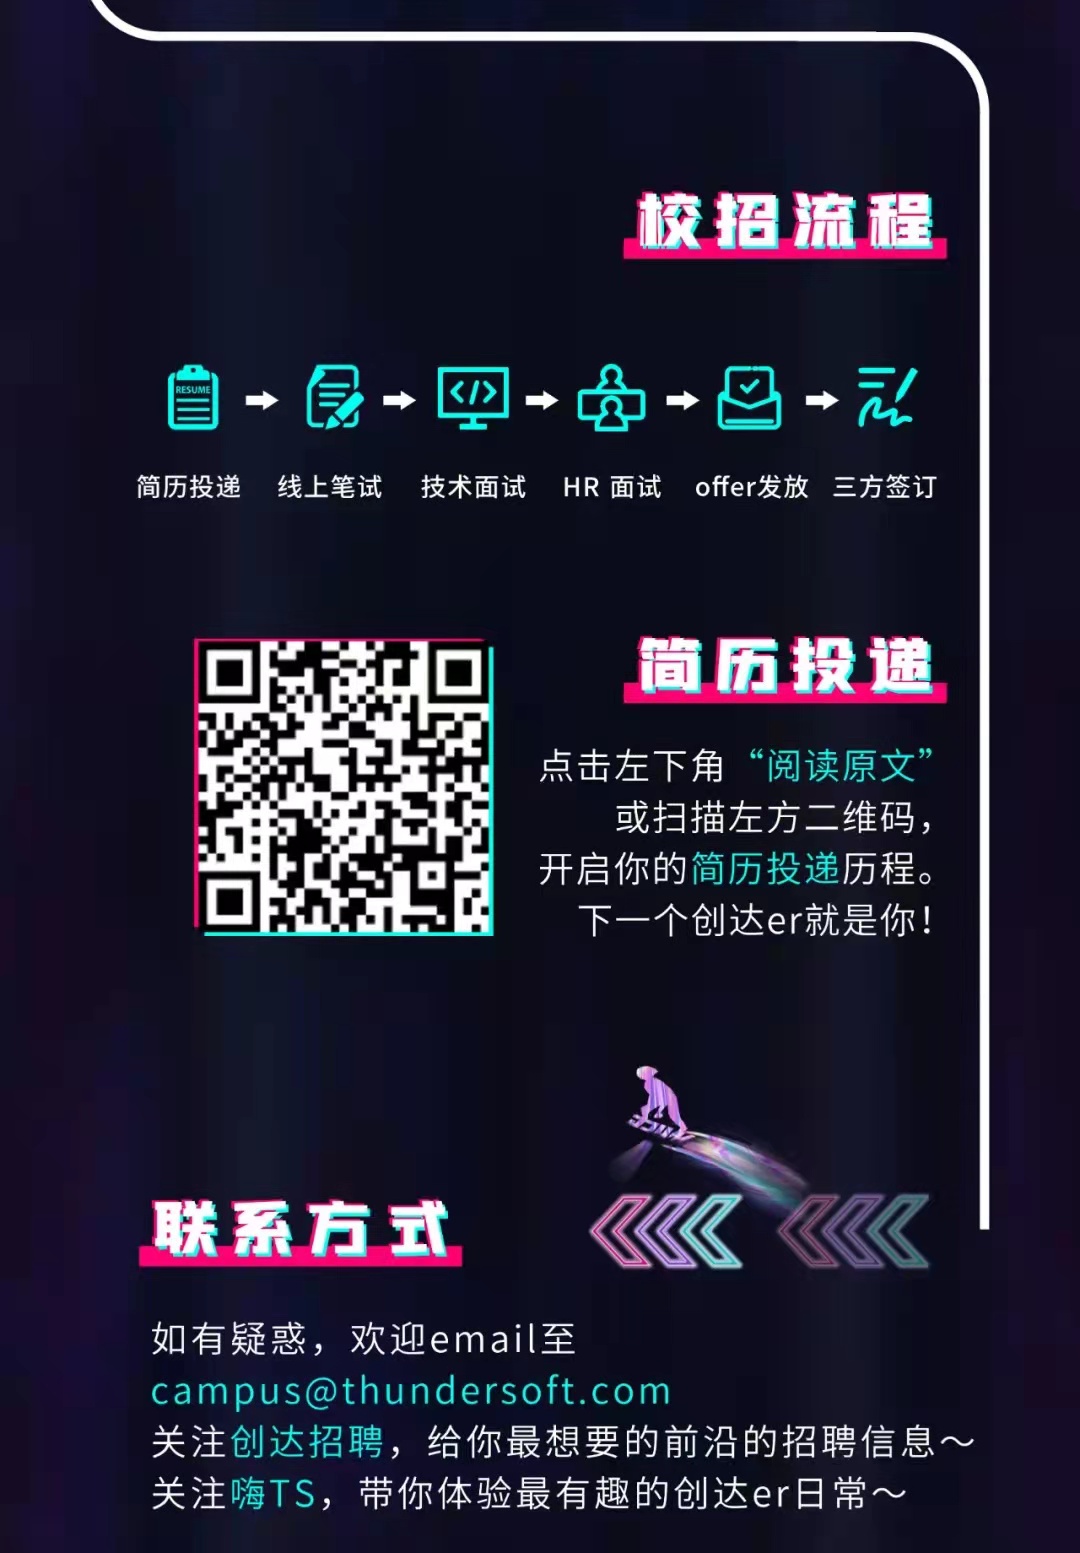 校招流程
RESUME
简历投递 线上笔试 技术面试 HR 面试 offer发放 三方签订
简历投递
点击左下角“阅读原文”
或扫描左方二维码，
开启你的简历投递历程。
下一个创达er就是你！
联系方式
如有疑惑，欢迎email至
campus@thundersoft.com
关注创达招聘，给你最想要的前沿的招聘信息～
关注嗨TS，带你体验最有趣的创达er日常～